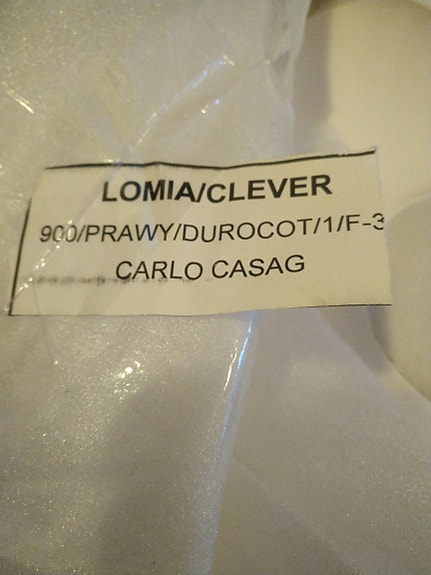 LOMIA/CLEVER
900/PRAWY/DUROCOT/1/F-3
CARLO CASAG